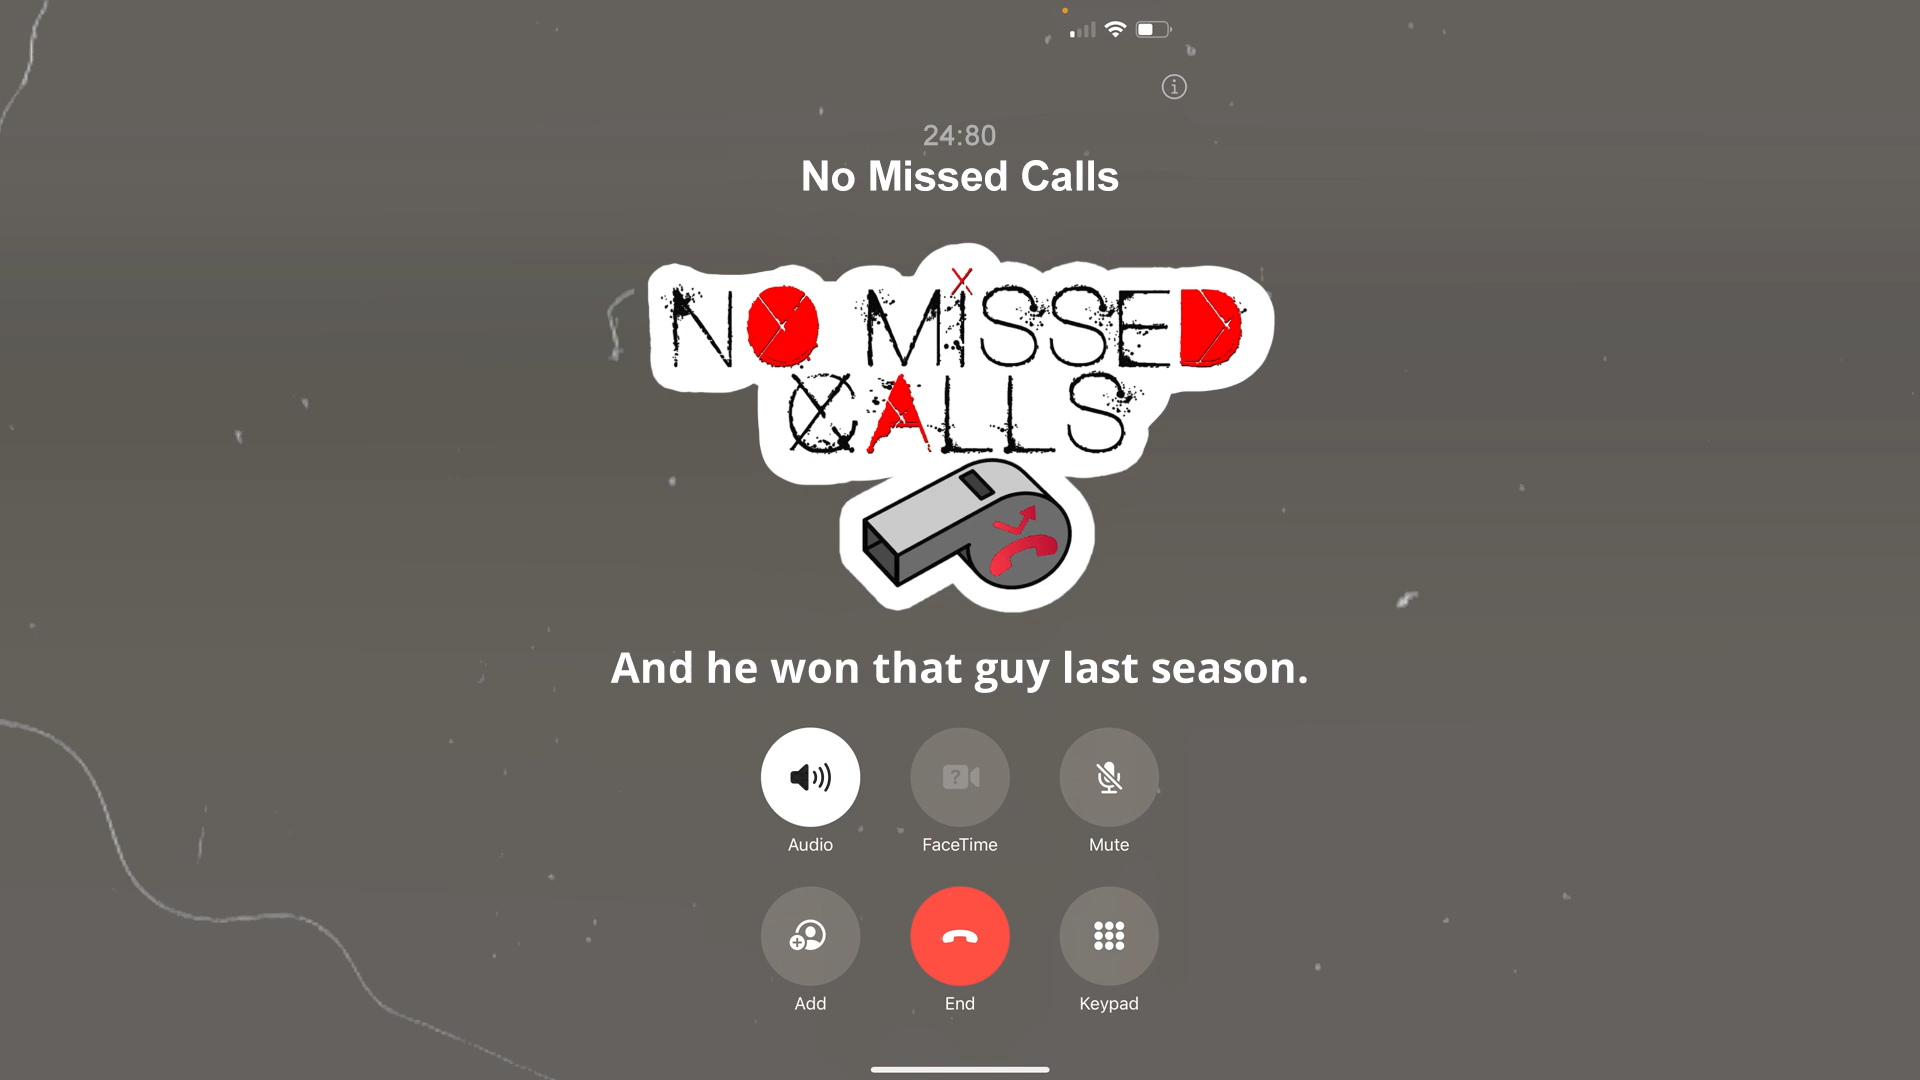 24:80
No Missed Calls
NO MiSSED
CALLS
And he won that guy last season.
Audio
FaceTime
Mute
Add
End
Keypad